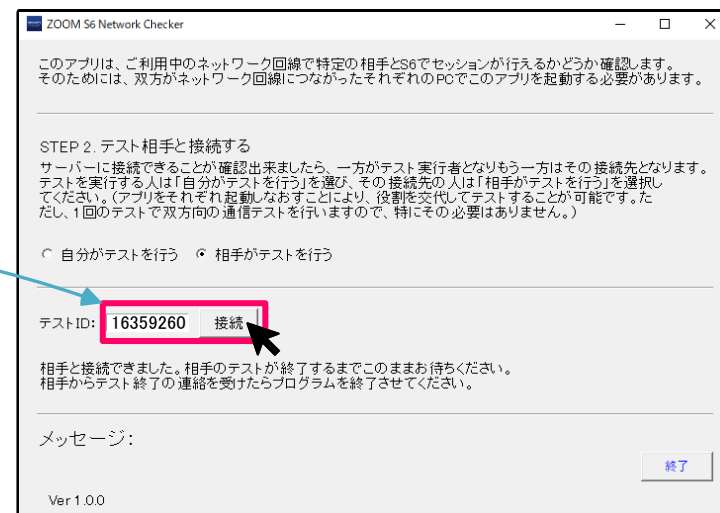 ZOOM S6 Network Checker
このアプリは、ご利用中のネットワーク回線で特定の相手とS6でセッションが行えるかどうか確認します。
そのためには、双方がネットワーク回線につながったそれぞれのPCでこのアプリを起動する必要があります。
STEP 2. テスト相手と接続する
サーバーに接続できることが確認出来ましたら、一方がテスト実行者となりもう一方はその接続先となります。
テストを実行する人は「自分がテストを行う」を選び、その接続先の人は「相手がテストを行う」を選択し
てください。（アプリをそれぞれ起動しなおすことにより、役割を交代してテストすることが可能です。た
だし、1回のテストで双方向の通信テストを行いますので、特にその必要はありません。）
自分がテストを行う 相手がテストを行う
テストID: 16359260 接続
相手と接続できました。相手のテストが終了するまでこのままお待ちください。
相手からテスト終了の連絡を受けたらプログラムを終了させてください。
メッセージ:
終了
Ver 1.0.0